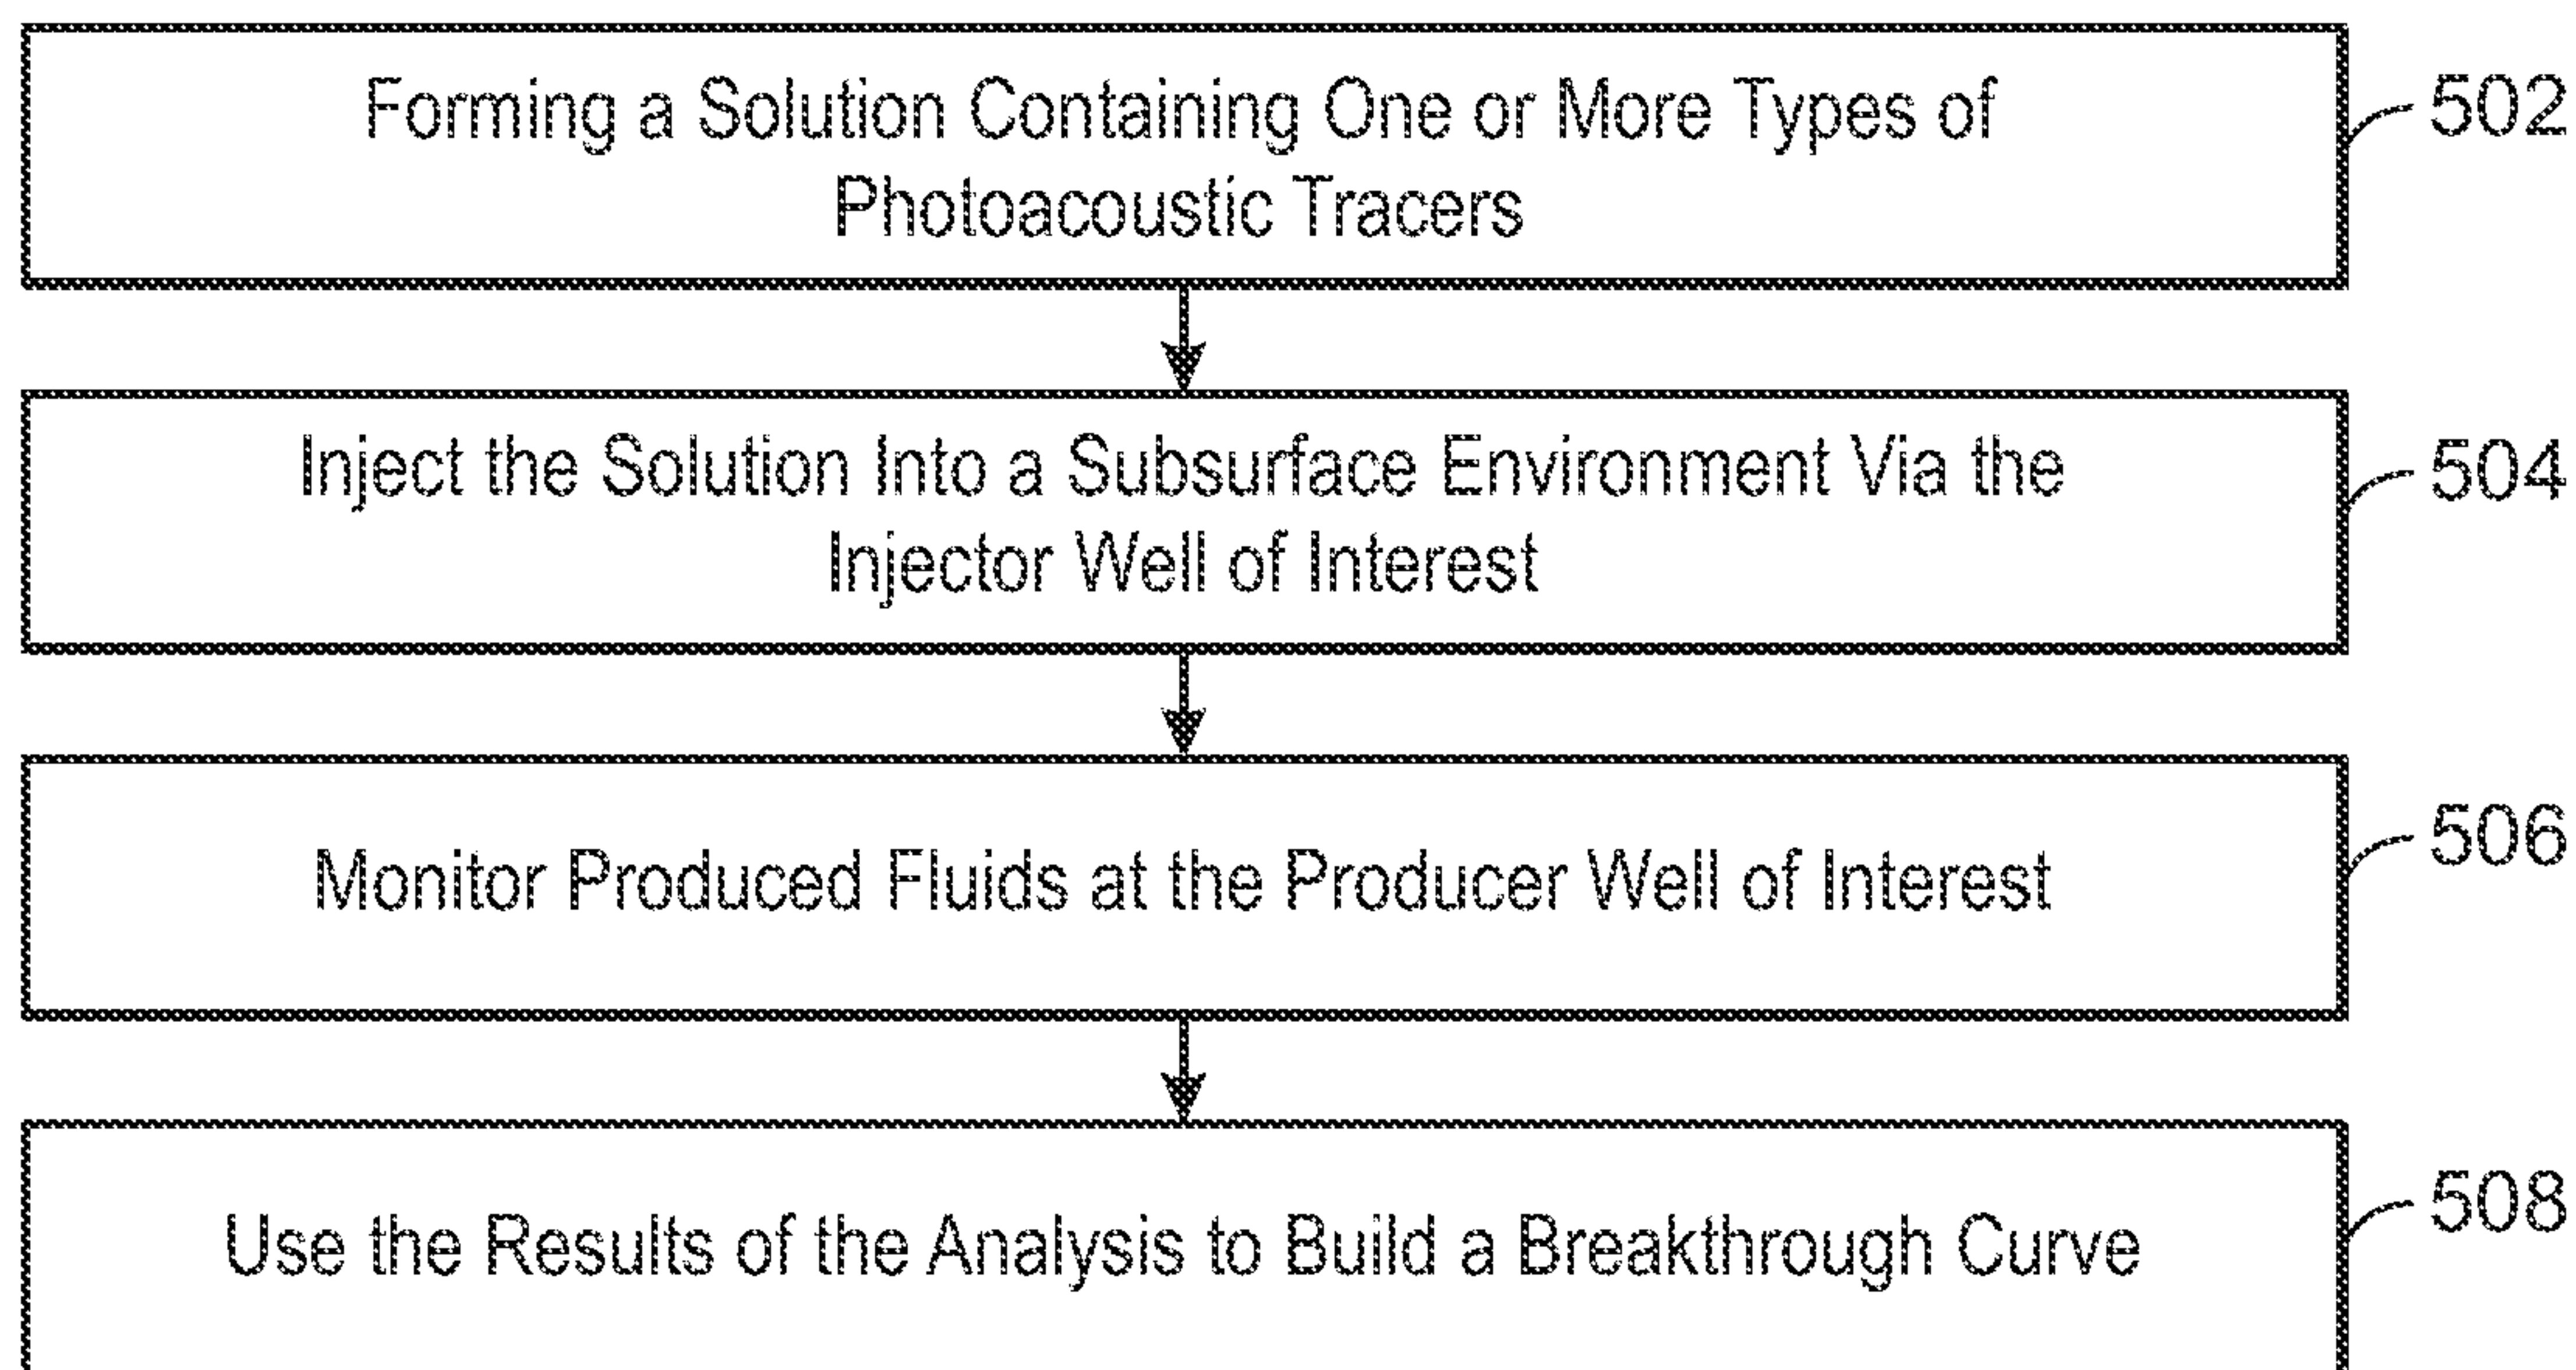 Forming a Solution Containing One or More Types of
Photoacoustic Tracers
502
Inject the Solution Into a Subsurface Environment Via the
Injector Well of Interest
504
Monitor Produced Fluids at the Producer Well of Interest
506
Use the Results of the Analysis to Build a Breakthrough Curve
508